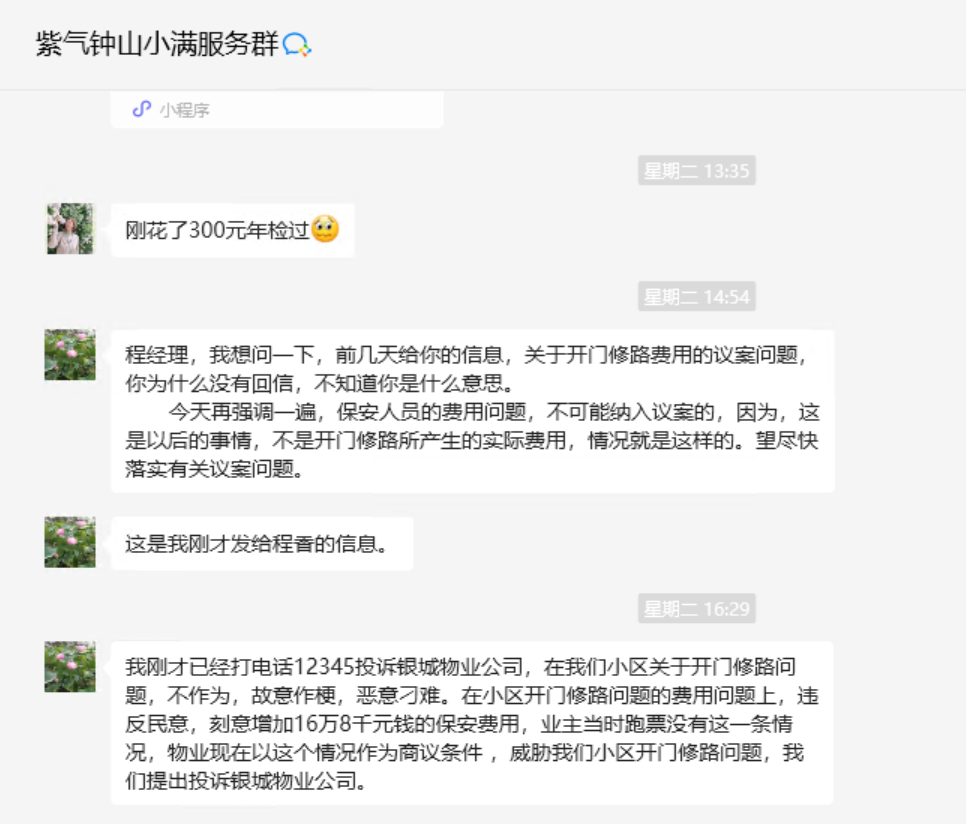 紫气钟山小满服务群
小程序
星期二 13:35
刚花了300元年检过
星期二 14:54
程经理，我想问一下，前几天给你的信息，关于开门修路费用的议案问题，
你为什么没有回信，不知道你是什么意思。
今天再强调一遍，保安人员的费用问题，不可能纳入议案的，因为，这
是以后的事情，不是开门修路所产生的实际费用，情况就是这样的。望尽快
落实有关议案问题。
这是我刚才发给程香的信息。
星期二 16:29
我刚才已经打电话12345投诉银城物业公司，在我们小区关于开门修路问
题，不作为，故意作梗，恶意刁难。在小区开门修路问题的费用问题上，违
反民意，刻意增加16万8千元钱的保安费用，业主当时跑票没有这一条情
况，物业现在以这个情况作为商议条件 ，威胁我们小区开门修路问题，我
们提出投诉银城物业公司。